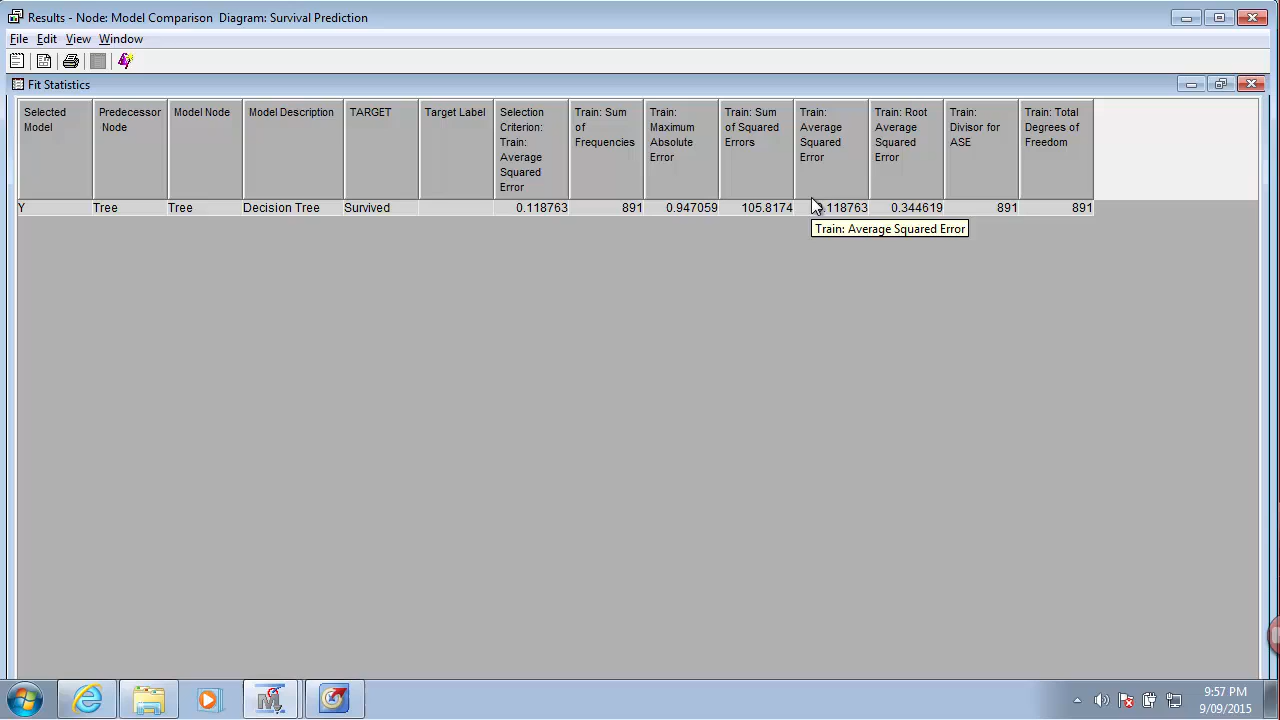 Results - Node: Model Comparison  Diagram: Survival Prediction
File Edit View Window
Fit Statistics
Selected Model
Predecessor Node
Model Node
Model Description
TARGET
Target Label
Selection Criterion: Train: Average Squared Error
Train: Sum of Frequencies
Train: Maximum Absolute Error
Train: Sum of Squared Errors
Train: Average Squared Error
Train: Root Average Squared Error
Train: Divisor for ASE
Train: Total Degrees of Freedom
Y Tree Tree Decision Tree Survived 0.118763 891 0.947059 105.8174 .118763 0.344619 891 891
Train: Average Squared Error
9:57 PM
9/09/2015